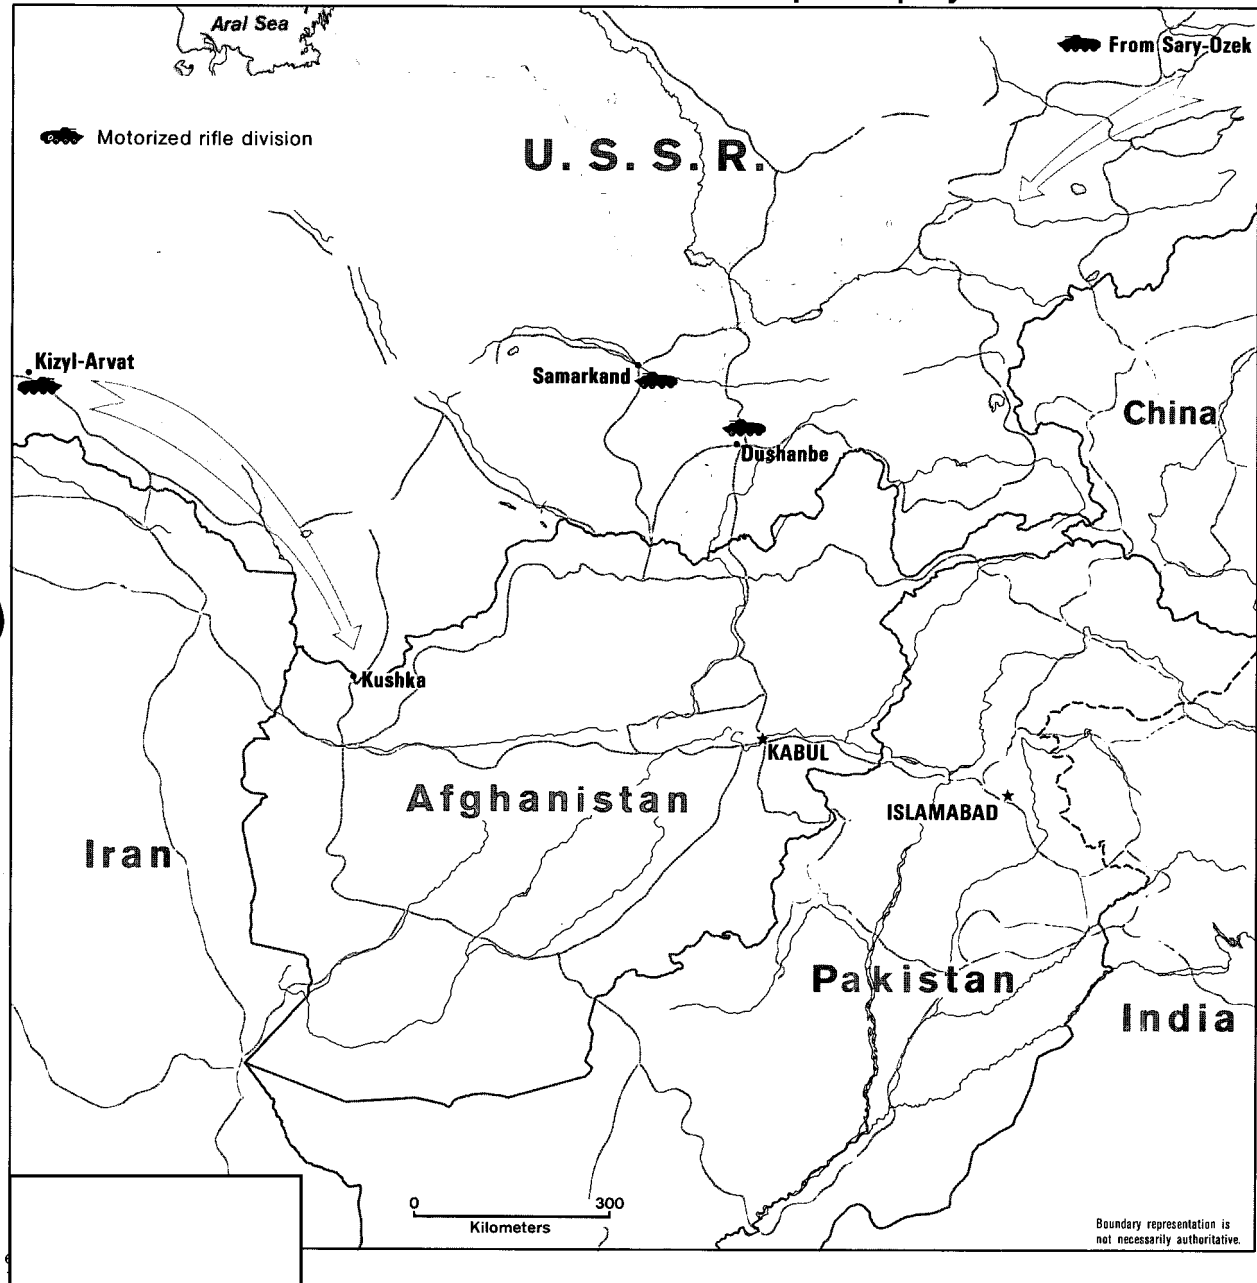 Aral Sea
From Sary-Ozek
Motorized rifle division
U.S.S.R.
Kizyl-Arvat
Samarkand
China
Dushanbe
Kushka
KABUL
Afghanistan
ISLAMABAD
Iran
Pakistan
India
0 300
Kilometers
Boundary representation is
not necessarily authoritative.